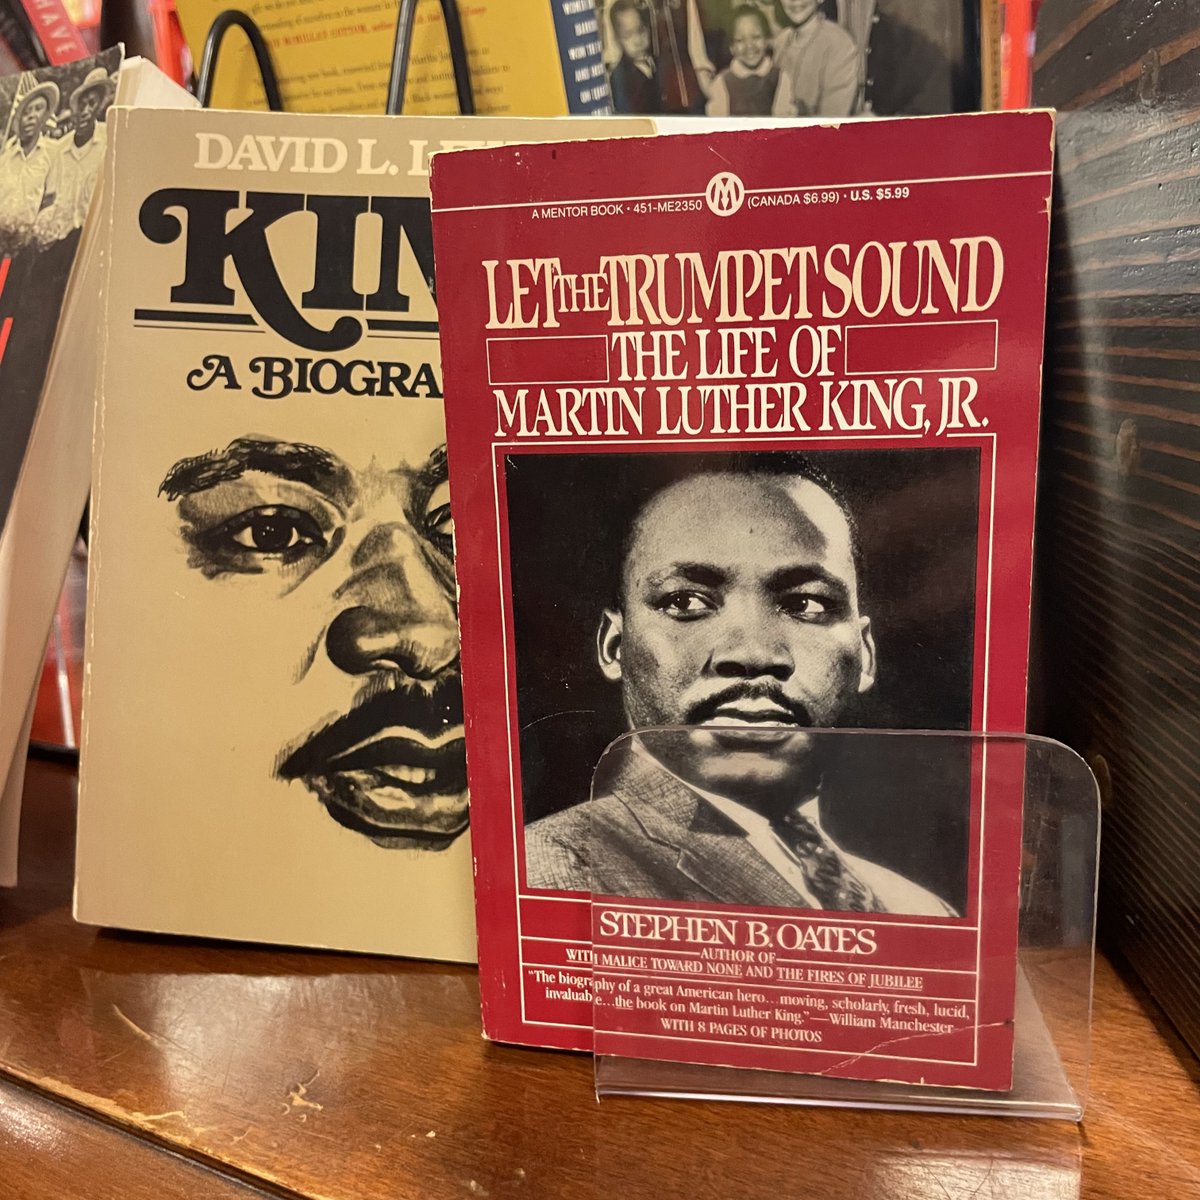 HAVE
DAVID L. LE
KIN
A BIOGRA
A MENTOR BOOK • 451-ME2350 (CANADA $6.99) • U.S. $5.99
LET THE TRUMPET SOUND
THE LIFE OF
MARTIN LUTHER KING, JR.
STEPHEN B. OATES
AUTHOR OF
WITH MALICE TOWARD NONE AND THE FIRES OF JUBILEE
"The biography of a great American hero...moving, scholarly, fresh, lucid,
invaluable...the book on Martin Luther King."—William Manchester
WITH 8 PAGES OF PHOTOS